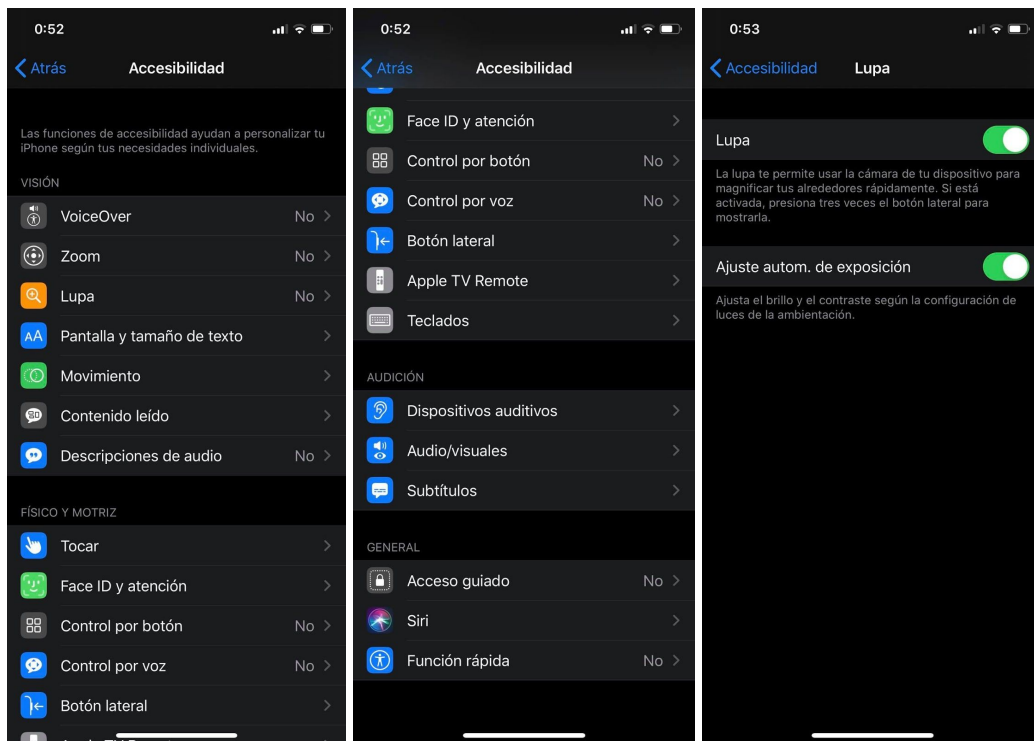 0:52
Atrás
Accesibilidad
Las funciones de accesibilidad ayudan a personalizar tu
iPhone según tus necesidades individuales.
VISIÓN
VoiceOver No
Zoom No
Lupa No
AA Pantalla y tamaño de texto
Movimiento
Contenido leído
Descripciones de audio No
FÍSICO Y MOTRIZ
Tocar
Face ID y atención
Control por botón No
Control por voz No
Botón lateral
0:52
Atrás
Accesibilidad
Face ID y atención
Control por botón No
Control por voz No
Botón lateral
Apple TV Remote
Teclados
AUDICIÓN
Dispositivos auditivos
Audio/visuales
Subtítulos
GENERAL
Acceso guiado No
Siri
Función rápida No
0:53
Accesibilidad
Lupa
Lupa
La lupa te permite usar la cámara de tu dispositivo para
magnificar tus alrededores rápidamente. Si está
activada, presiona tres veces el botón lateral para
mostrarla.
Ajuste autom. de exposición
Ajusta el brillo y el contraste según la configuración de
luces de la ambientación.